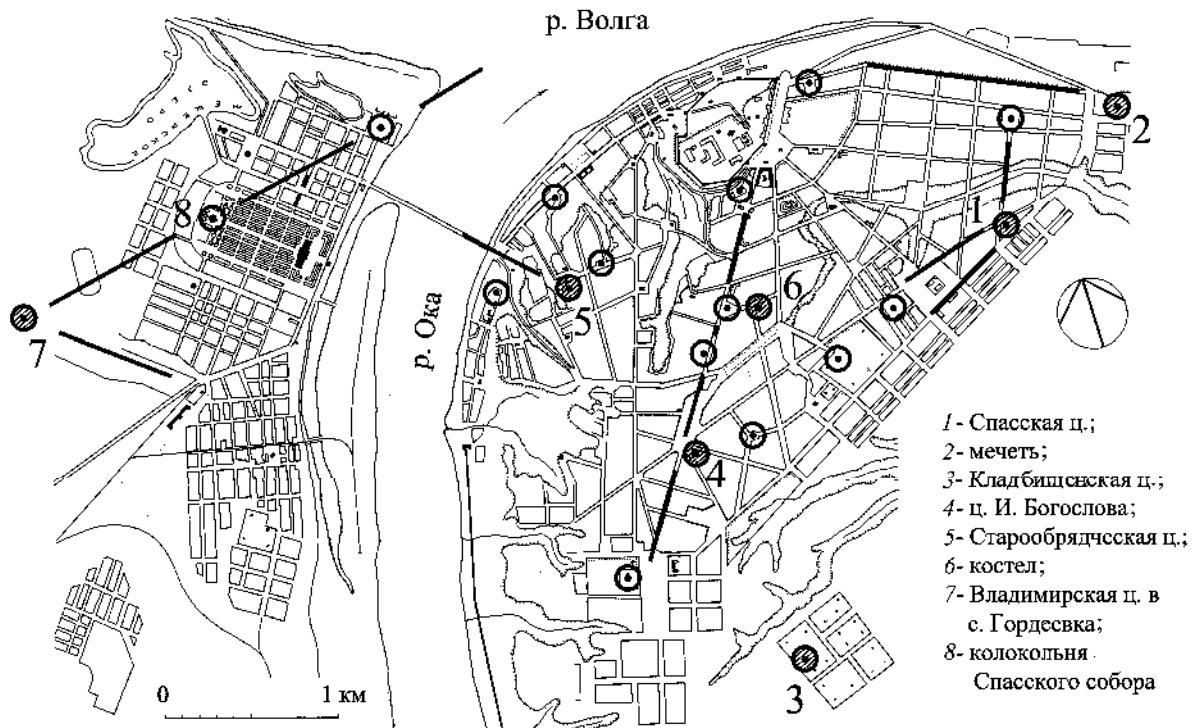 р. Волга
р. Ока
1
2
3
4
5
6
7
8
0
1 км
1- Спасская ц.;
2- мечеть;
3- Кладбищенская ц.;
4- ц. И. Богослова;
5- Старообрядческая ц.;
6- костел;
7- Владимирская ц. в
с. Гордеевка;
8- колокольня
Спасского собора